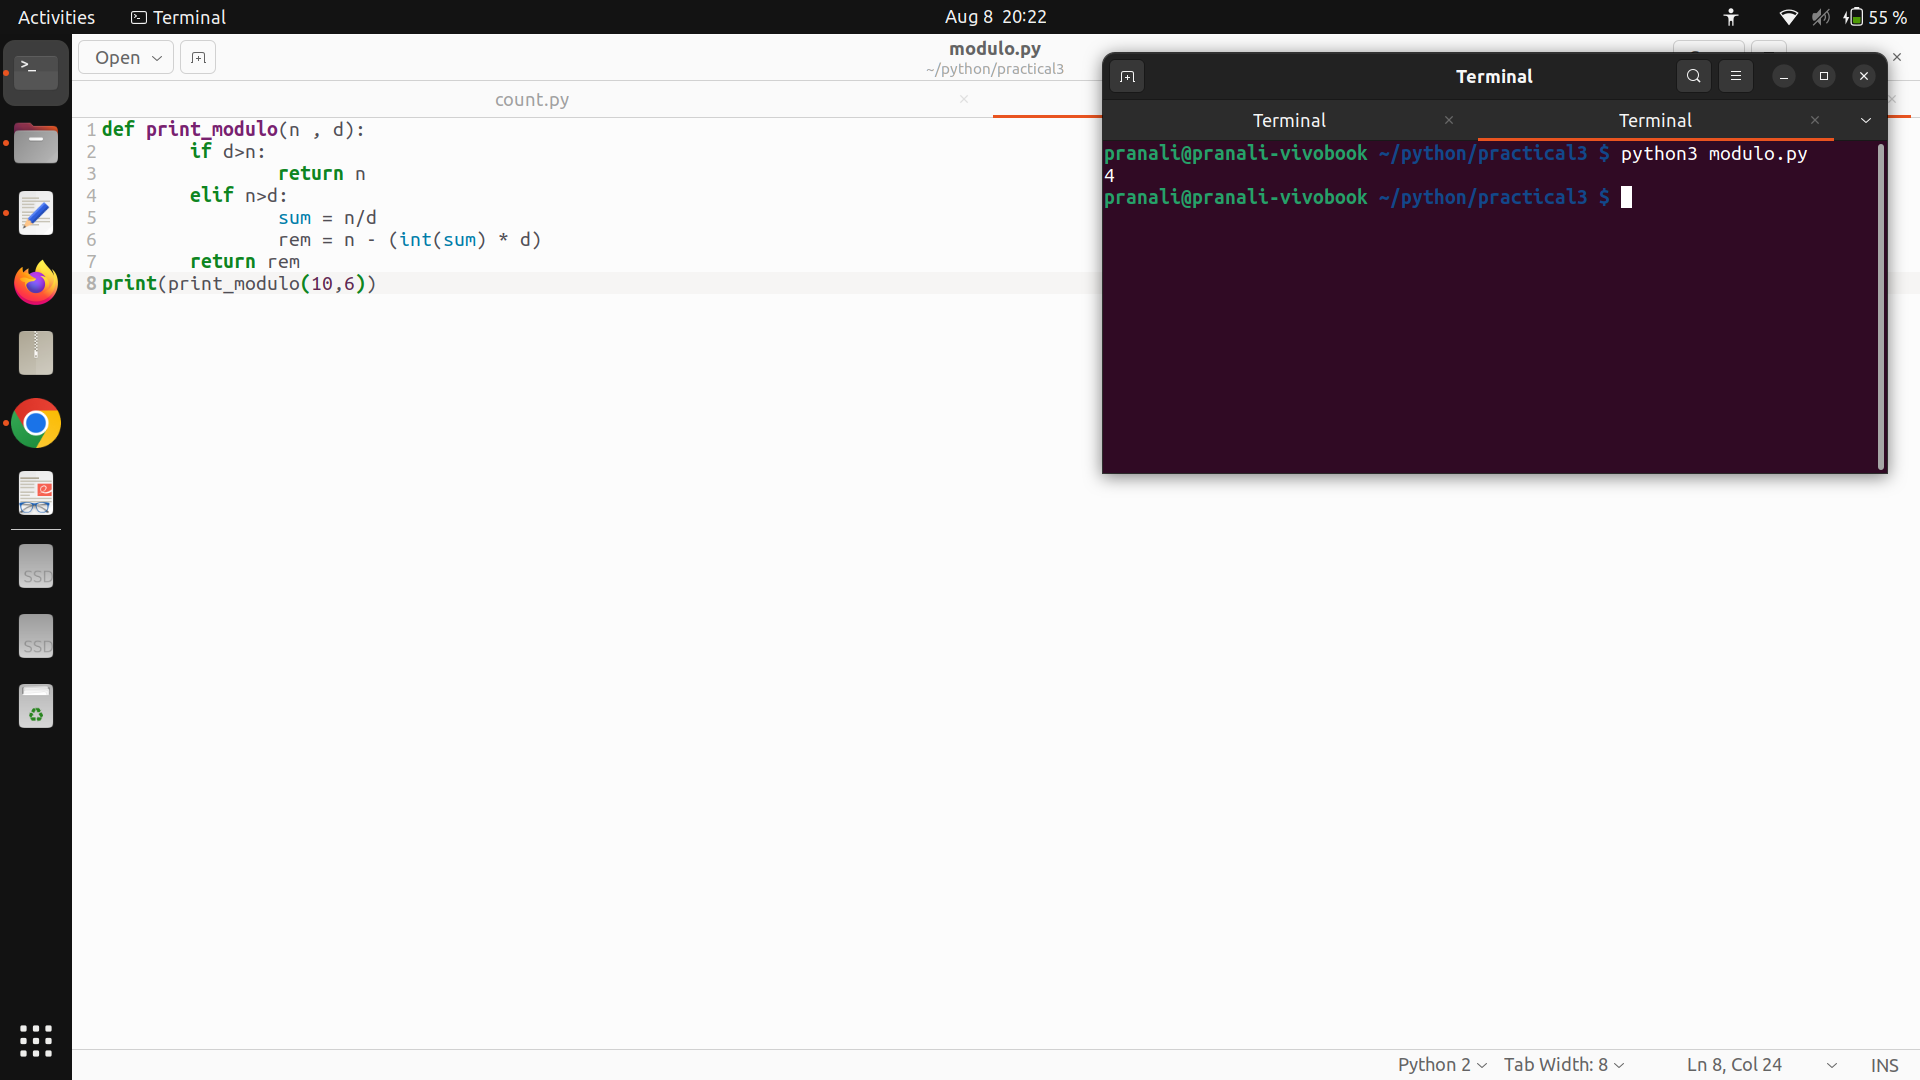 Activities
Terminal
Aug 8 20:22
55 %
Open
modulo.py
~/python/practical3
count.py
1 def print_modulo(n , d):
2 if d>n:
3 return n
4 elif n>d:
5 sum = n/d
6 rem = n - (int(sum) * d)
7 return rem
8 print(print_modulo(10,6))
Terminal
Terminal
Terminal
pranali@pranali-vivobook ~/python/practical3 $ python3 modulo.py
4
pranali@pranali-vivobook ~/python/practical3 $
>_
SSD
SSD
Python 2
Tab Width: 8
Ln 8, Col 24
INS